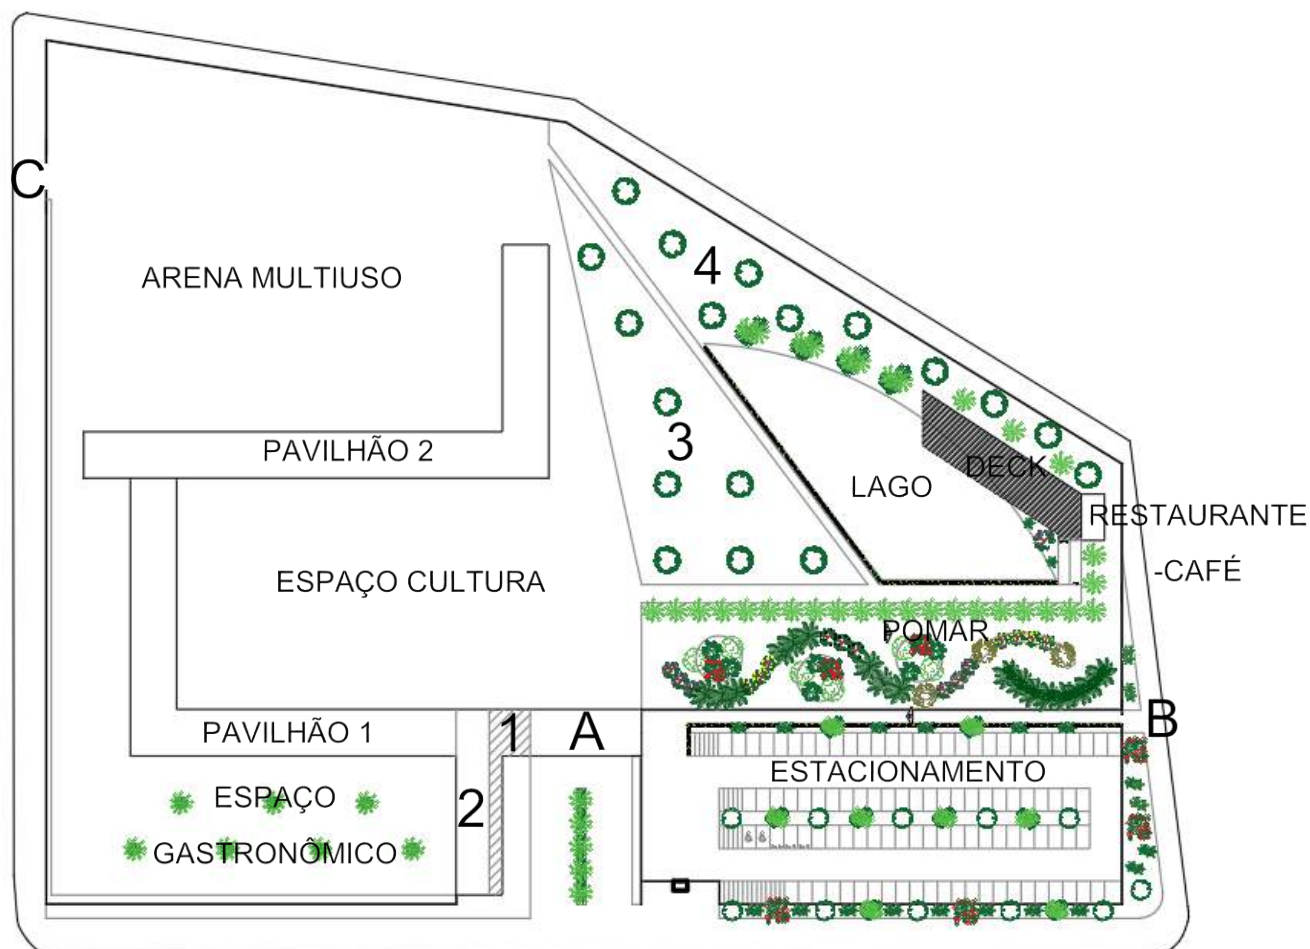 C
ARENA MULTIUSO
4
3
PAVILHÃO 2
LAGO
DECK
RESTAURANTE
-CAFÉ
ESPAÇO CULTURA
POMAR
PAVILHÃO 1
1
A
B
2
ESTACIONAMENTO
ESPAÇO
GASTRONÔMICO